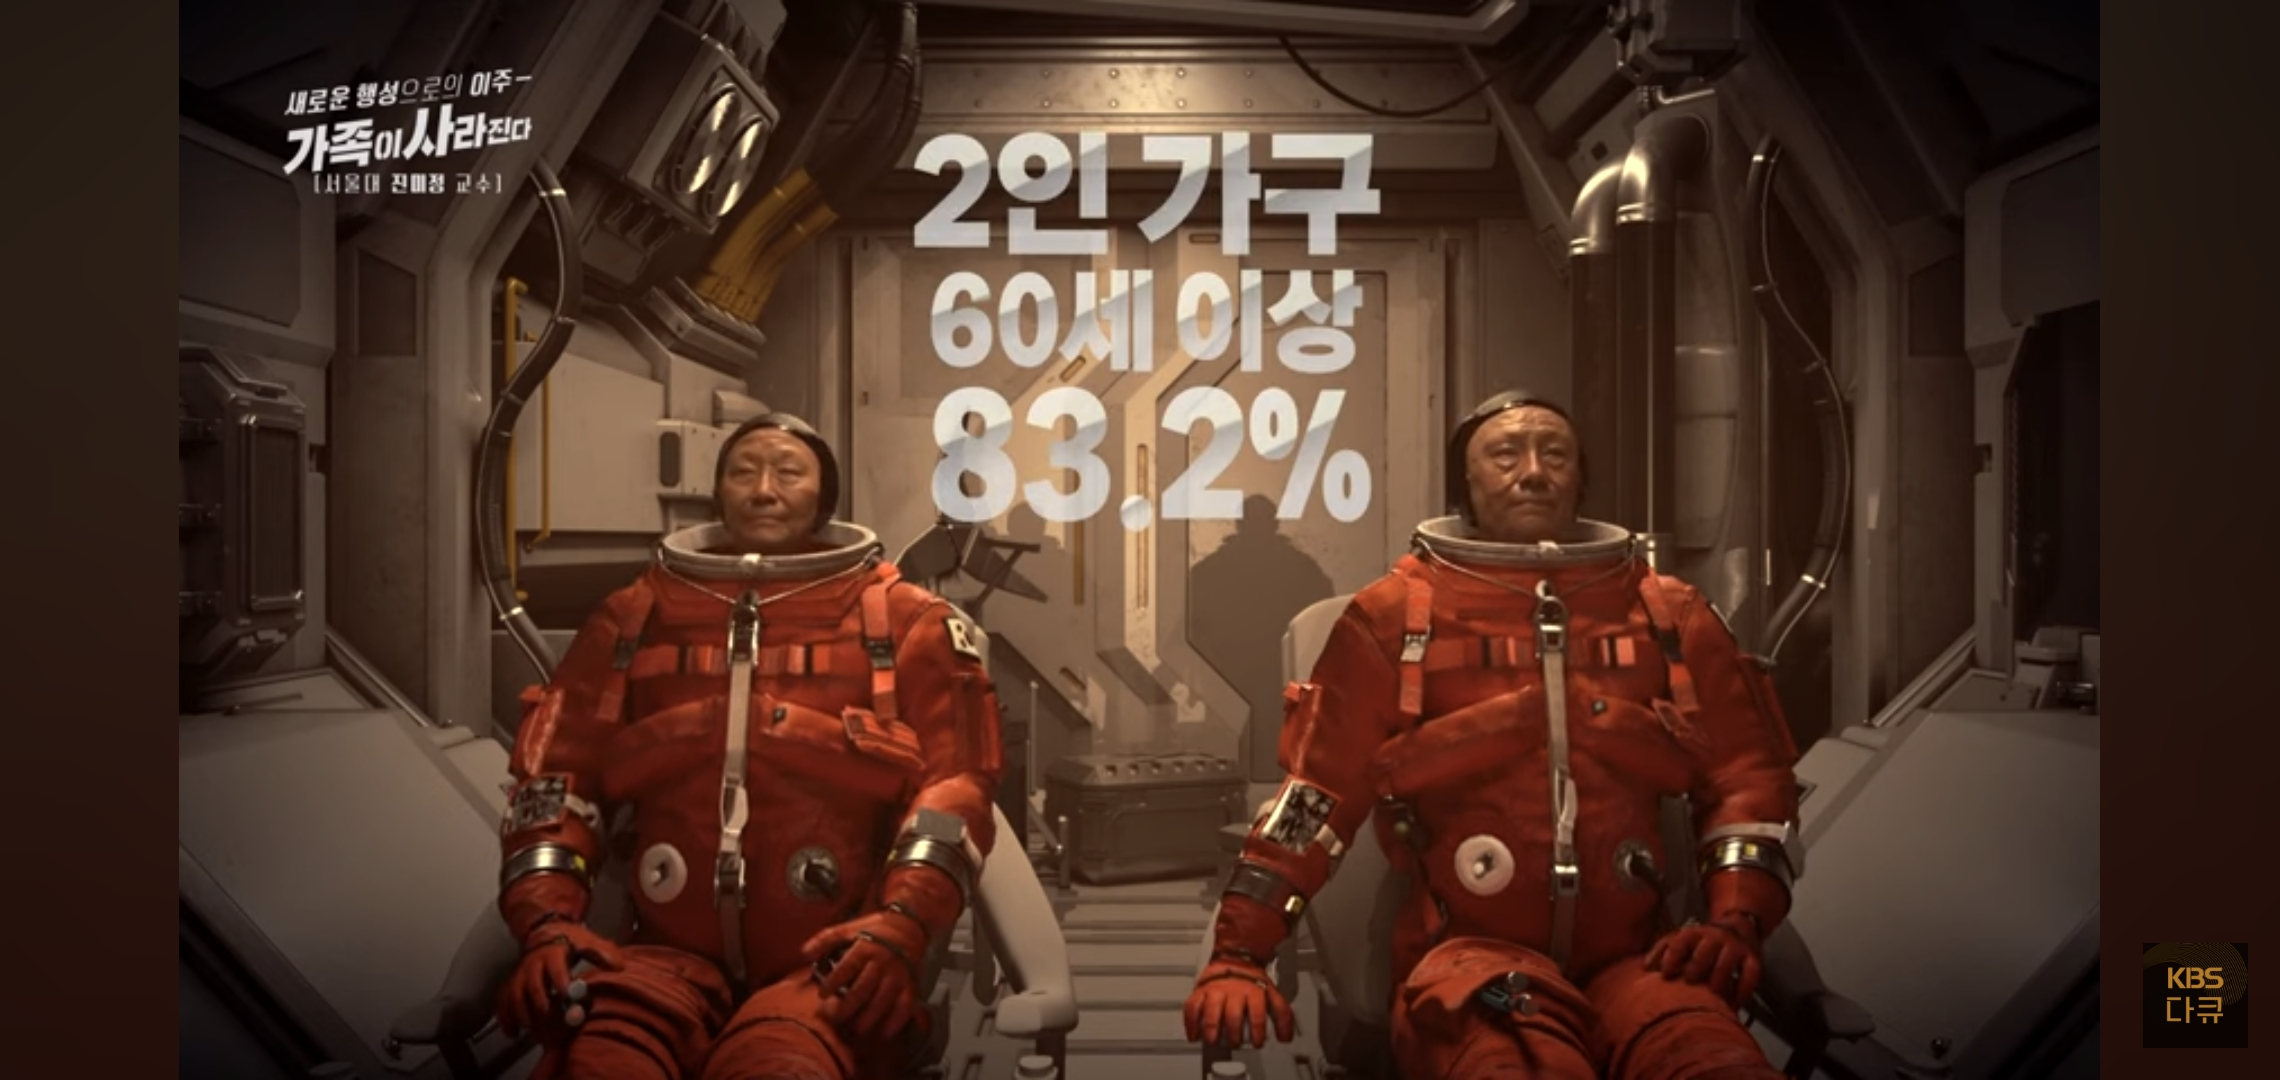 새로운 행성으로의 이주-
가족이 사라진다
[서울대 진미정 교수]
2인 가구
60세 이상
83.2%
R
KBS
다큐